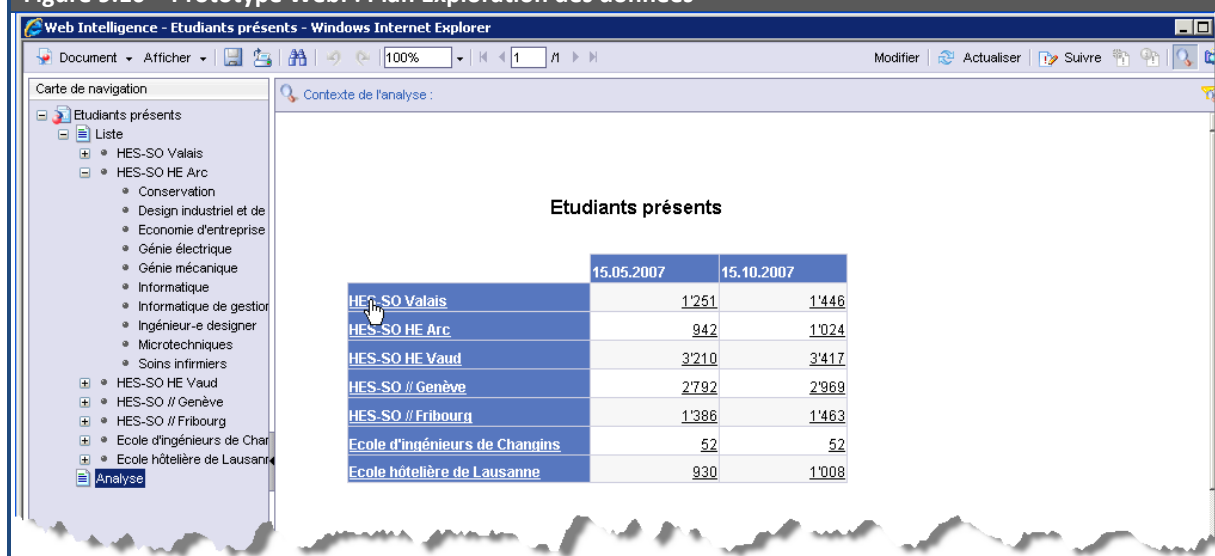 Web Intelligence - Etudiants présents - Windows Internet Explorer
Document Afficher 100% 1 /1 Modifier Actualiser Suivre
Carte de navigation
Contexte de l'analyse :
Etudiants présents
Liste
HES-SO Valais
HES-SO HE Arc
Conservation
Design industriel et de
Economie d'entreprise
Génie électrique
Génie mécanique
Informatique
Informatique de gestion
Ingénieur-e designer
Microtechniques
Soins infirmiers
HES-SO HE Vaud
HES-SO // Genève
HES-SO // Fribourg
Ecole d'ingénieurs de Char
Ecole hôtelière de Lausann
Analyse
Etudiants présents
15.05.2007 15.10.2007
HES-SO Valais 1'251 1'446
HES-SO HE Arc 942 1'024
HES-SO HE Vaud 3'210 3'417
HES-SO // Genève 2'792 2'969
HES-SO // Fribourg 1'386 1'463
Ecole d'ingénieurs de Changins 52 52
Ecole hôtelière de Lausanne 930 1'008